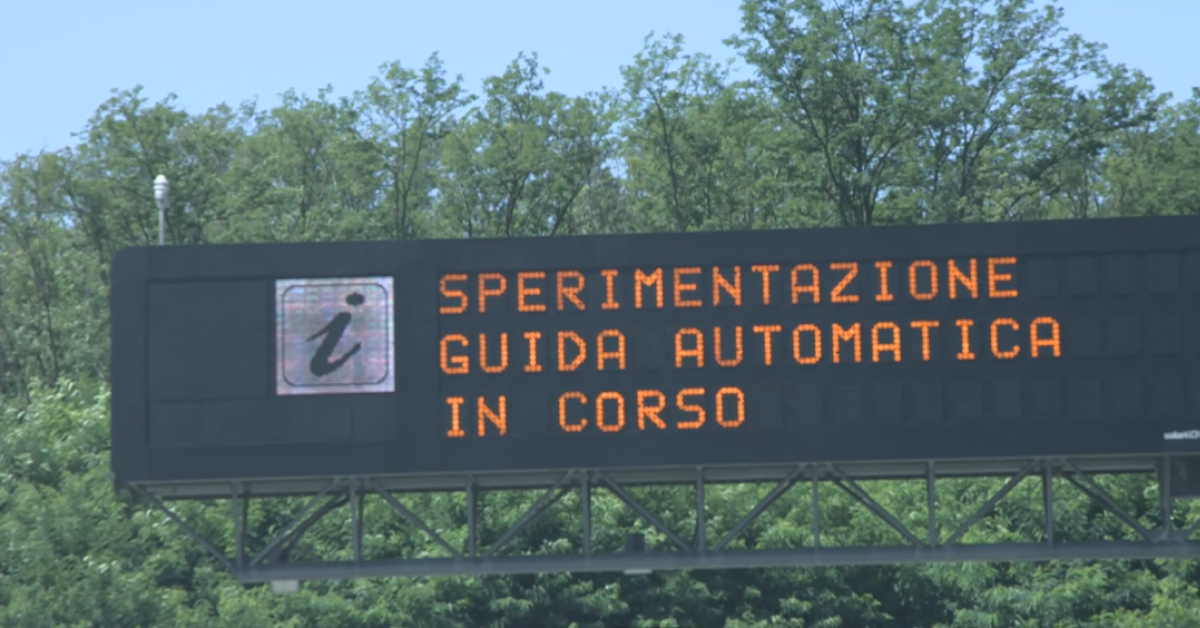 i
SPERIMENTAZIONE
GUIDA AUTOMATICA
IN CORSO